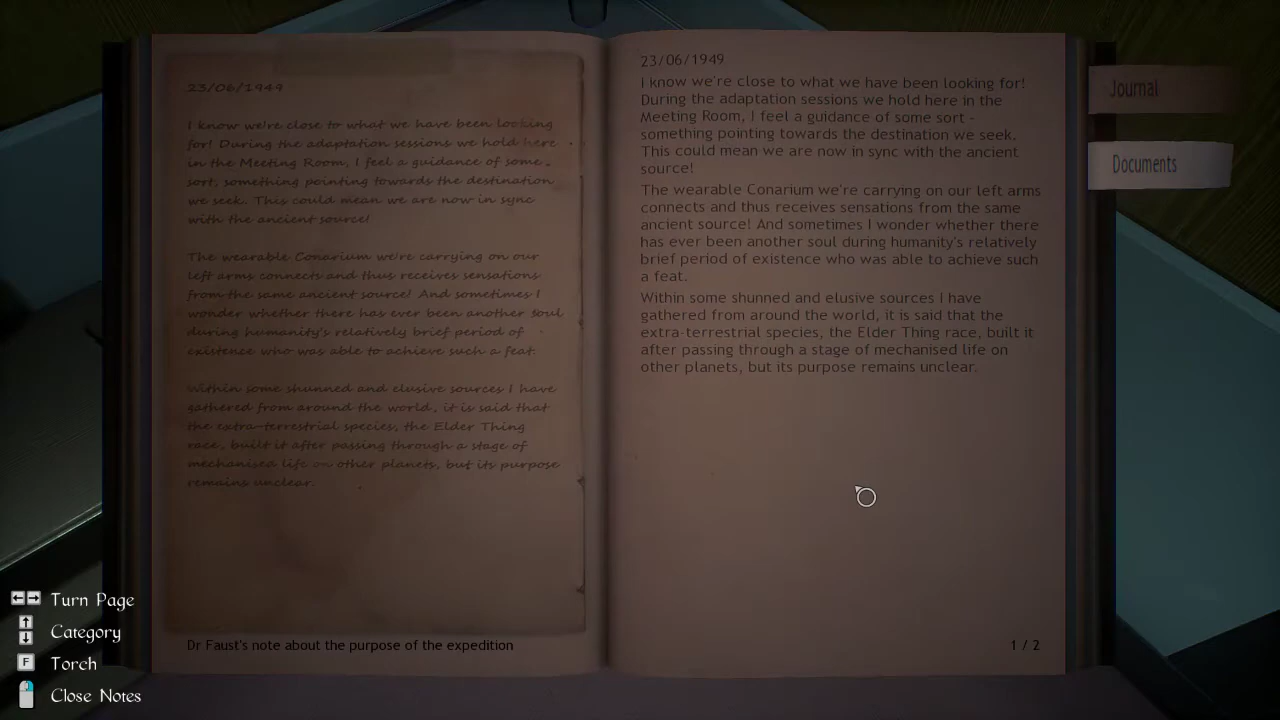 23/06/1949
I know we're close to what we have been looking
for! During the adaptation sessions we hold here
in the Meeting Room, I feel a guidance of some
sort, something pointing towards the destination
we seek. This could mean we are now in sync
with the ancient source!
The wearable Conarium we're carrying on our
left arms connects and thus receives sensations
from the same ancient source! And sometimes I
wonder whether there has ever been another soul
during humanity's relatively brief period of
existence who was able to achieve such a feat.
Within some shunned and elusive sources I have
gathered from around the world, it is said that
the extra-terrestrial species, the Elder Thing
race, built it after passing through a stage of
mechanised life on other planets, but its purpose
remains unclear.
Dr Faust's note about the purpose of the expedition
23/06/1949
I know we're close to what we have been looking for!
During the adaptation sessions we hold here in the
Meeting Room, I feel a guidance of some sort -
something pointing towards the destination we seek.
This could mean we are now in sync with the ancient
source!
The wearable Conarium we're carrying on our left arms
connects and thus receives sensations from the same
ancient source! And sometimes I wonder whether there
has ever been another soul during humanity's relatively
brief period of existence who was able to achieve such
a feat.
Within some shunned and elusive sources I have
gathered from around the world, it is said that the
extra-terrestrial species, the Elder Thing race, built it
after passing through a stage of mechanised life on
other planets, but its purpose remains unclear.
1 / 2
Journal
Documents
Turn Page
Category
F Torch
Close Notes